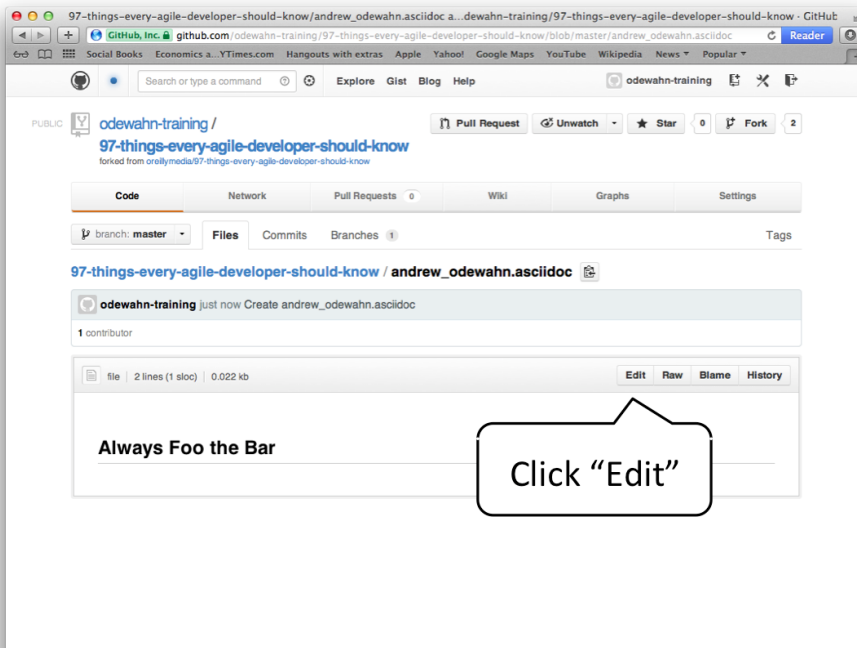 97-things-every-agile-developer-should-know/andrew_odewahn.asciidoc a...dewahn-training/97-things-every-agile-developer-should-know · GitHub
GitHub, Inc. github.com/odewahn-training/97-things-every-agile-developer-should-know/blob/master/andrew_odewahn.asciidoc Reader
Social Books Economics a...YTimes.com Hangouts with extras Apple Yahoo! Google Maps YouTube Wikipedia News Popular
Search or type a command Explore Gist Blog Help odewahn-training
PUBLIC odewahn-training / Pull Request Unwatch Star 0 Fork 2
97-things-every-agile-developer-should-know
forked from oreillymedia/97-things-every-agile-developer-should-know
Code Network Pull Requests 0 Wiki Graphs Settings
branch: master Files Commits Branches 1 Tags
97-things-every-agile-developer-should-know / andrew_odewahn.asciidoc
odewahn-training just now Create andrew_odewahn.asciidoc
1 contributor
file 2 lines (1 sloc) 0.022 kb Edit Raw Blame History
Always Foo the Bar
Click “Edit”